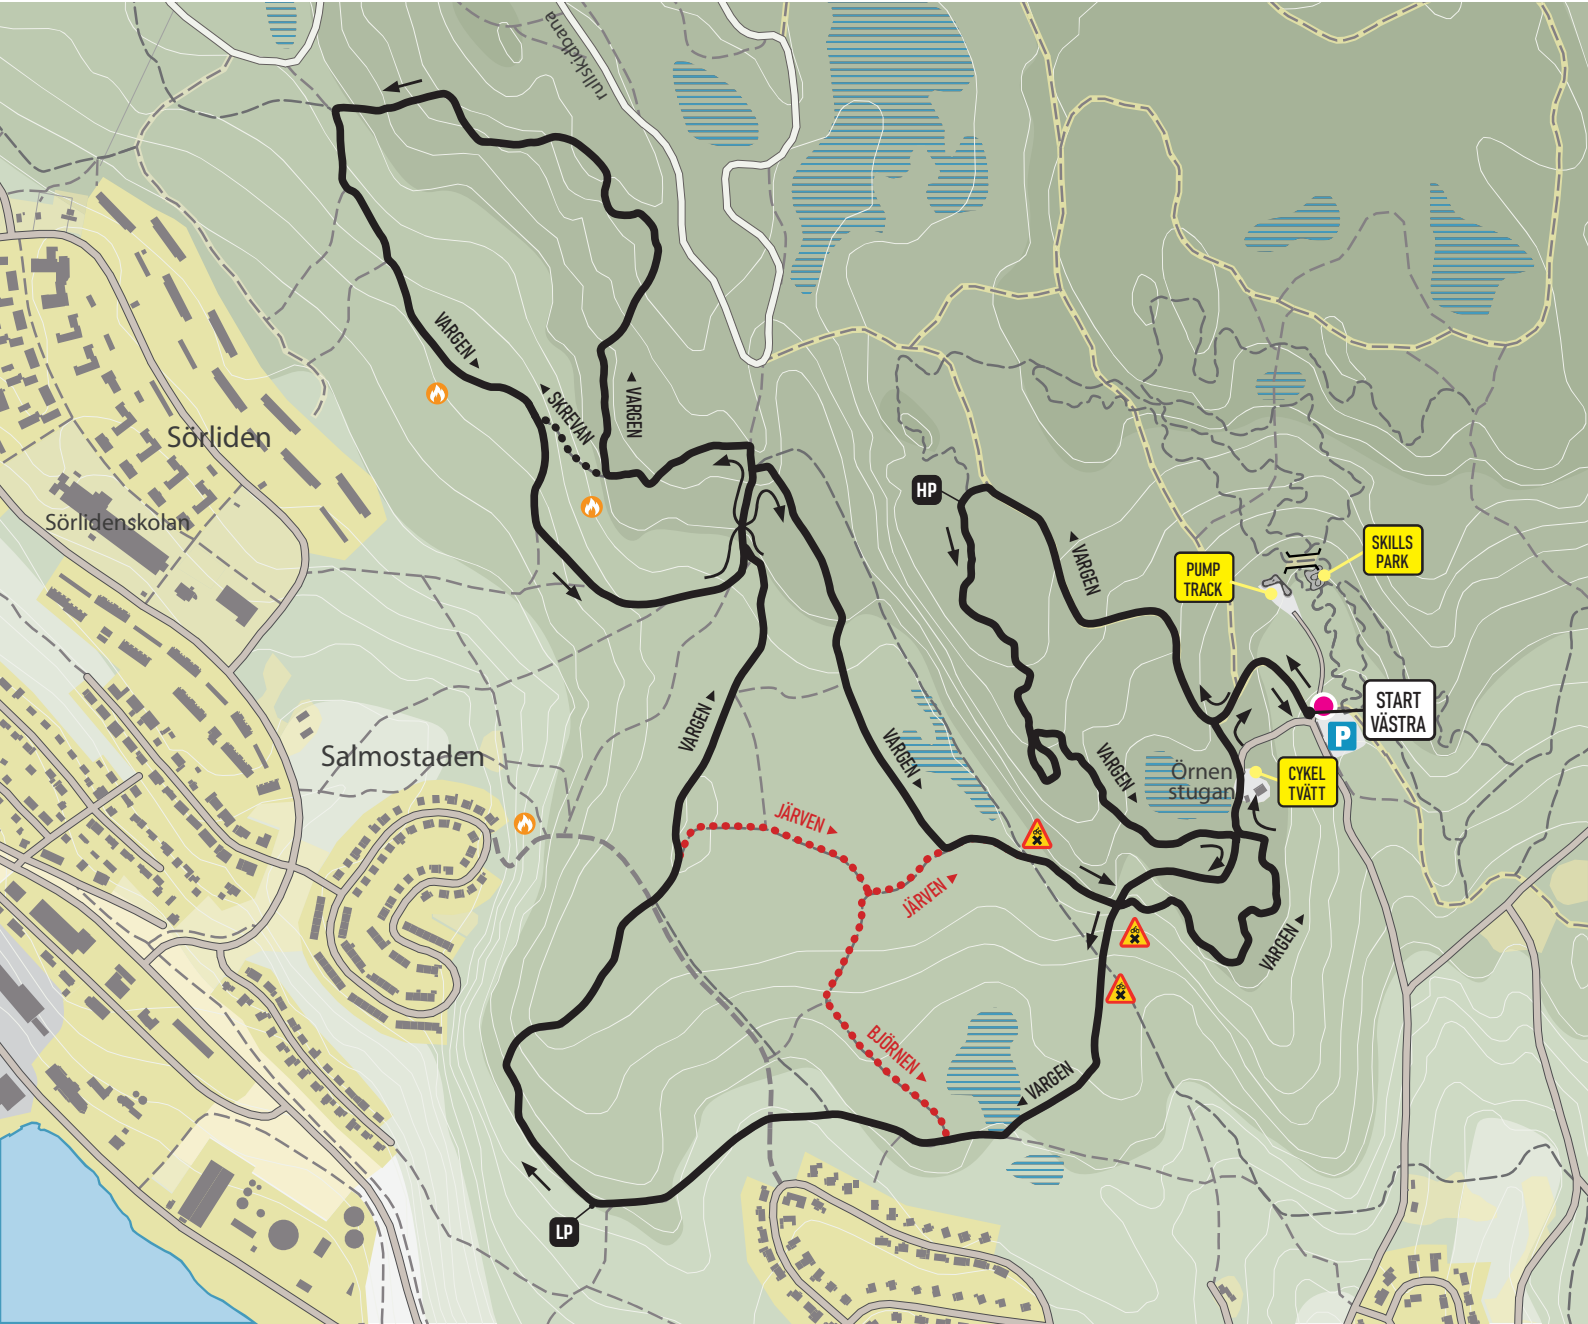 rullskidbana
VARGEN
SKREVAN
VARGEN
Sörliden
HP
Sörlidenskolan
VARGEN
SKILLS
PARK
PUMP
TRACK
START
VÄSTRA
P
VARGEN
VARGEN
VARGEN
Salmostaden
Örnen
stugan
CYKEL
TVÄTT
JÄRVEN
JÄRVEN
VARGEN
BJÖRNEN
VARGEN
LP